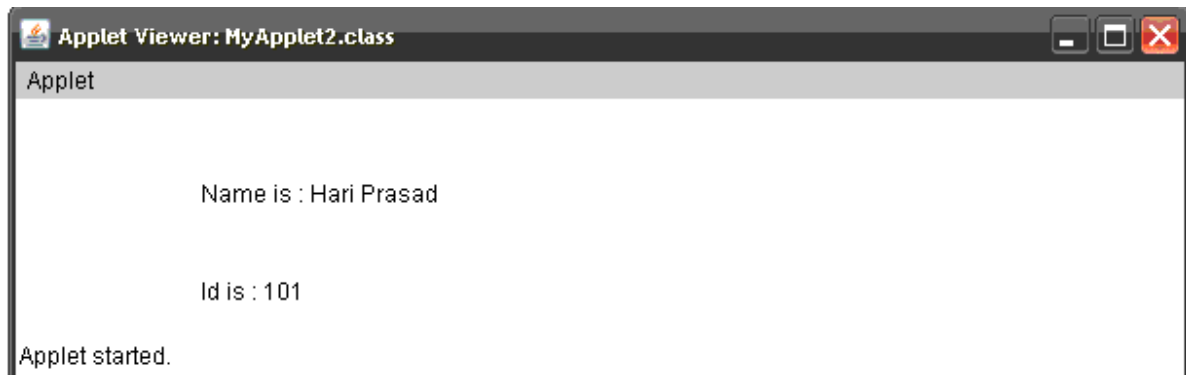 Applet Viewer: MyApplet2.class
Applet
Name is : Hari Prasad
Id is : 101
Applet started.